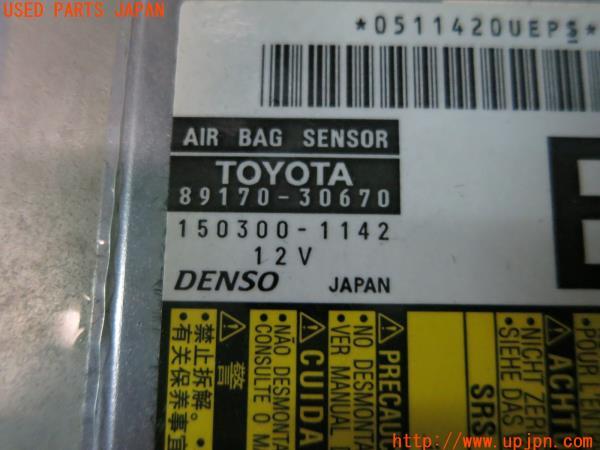 USED PARTS JAPAN
*0511420UEPS*
AIR BAG SENSOR
TOYOTA
89170-30670
150300-1142
12V
DENSO JAPAN
禁止拆解。
有关保养事宜
警
NÃO DESMONTA
CONSULTE O
CUIDA
NO DESMONTA
VER MANUAL
PRECAUC
SRS
NICHT ZER
SIEHE DAS
ACHT
POUR L'EN
http://www.upjpn.com